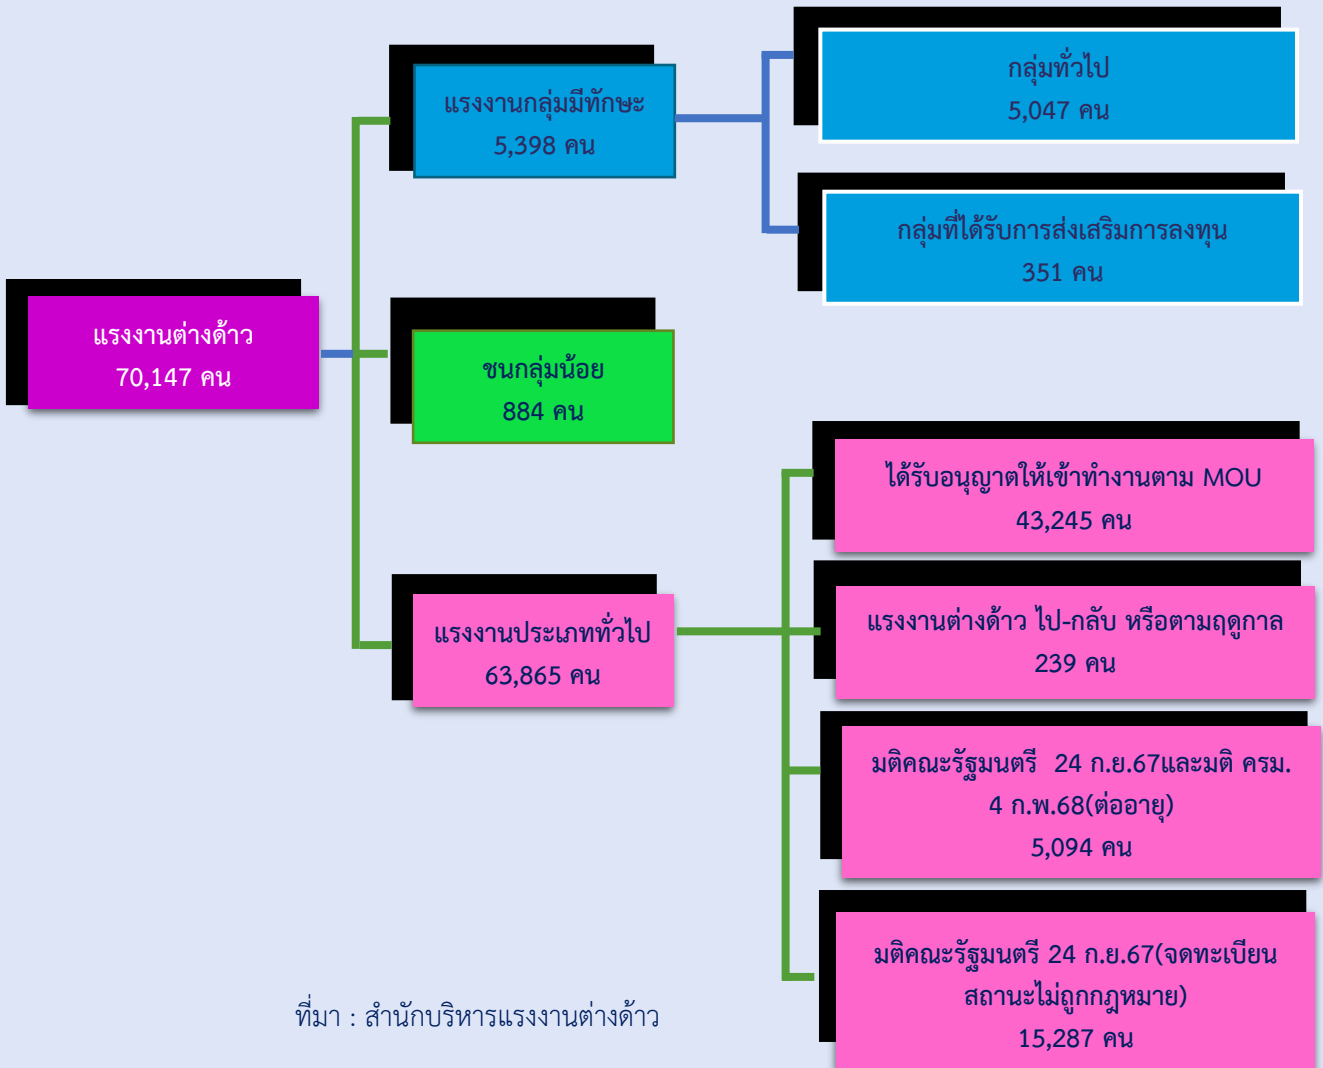 แรงงานต่างด้าว
70,147 คน
แรงงานกลุ่มมีทักษะ
5,398 คน
กลุ่มทั่วไป
5,047 คน
กลุ่มที่ได้รับการส่งเสริมการลงทุน
351 คน
ชนกลุ่มน้อย
884 คน
แรงงานประเภททั่วไป
63,865 คน
ได้รับอนุญาตให้เข้าทำงานตาม MOU
43,245 คน
แรงงานต่างด้าว ไป-กลับ หรือตามฤดูกาล
239 คน
มติคณะรัฐมนตรี 24 ก.ย.67และมติ ครม.
4 ก.พ.68(ต่ออายุ)
5,094 คน
มติคณะรัฐมนตรี 24 ก.ย.67(จดทะเบียน
สถานะไม่ถูกกฎหมาย)
15,287 คน
ที่มา : สำนักบริหารแรงงานต่างด้าว